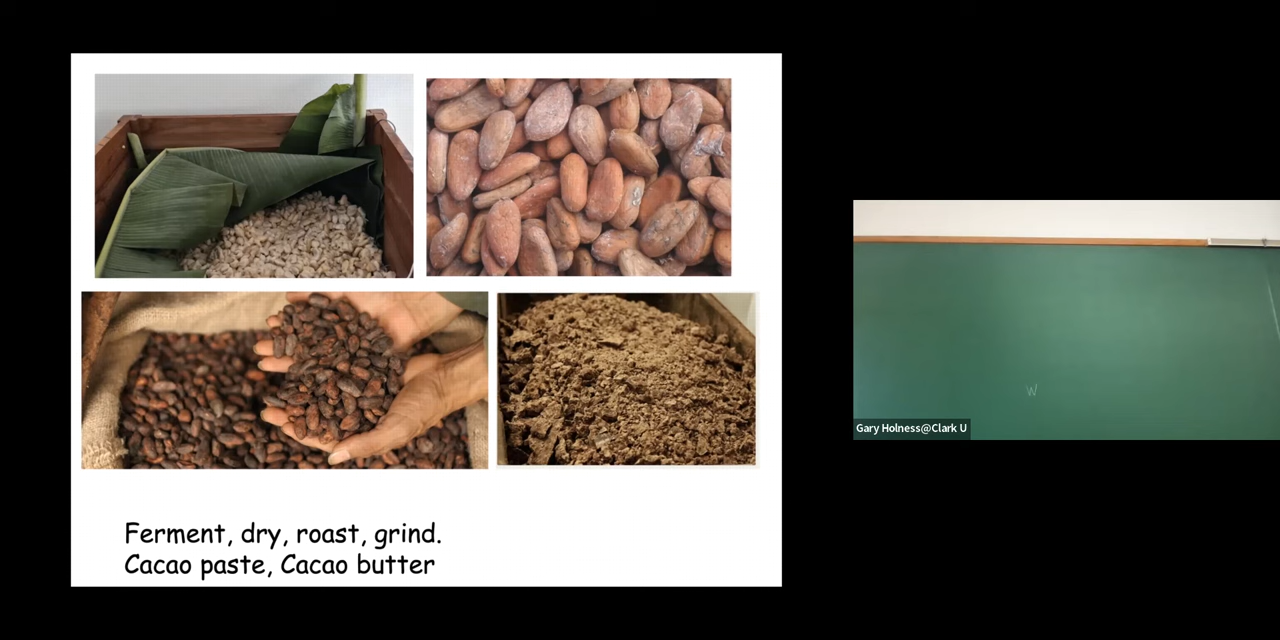 Ferment, dry, roast, grind.
Cacao paste, Cacao butter
W
Gary Holness@Clark U